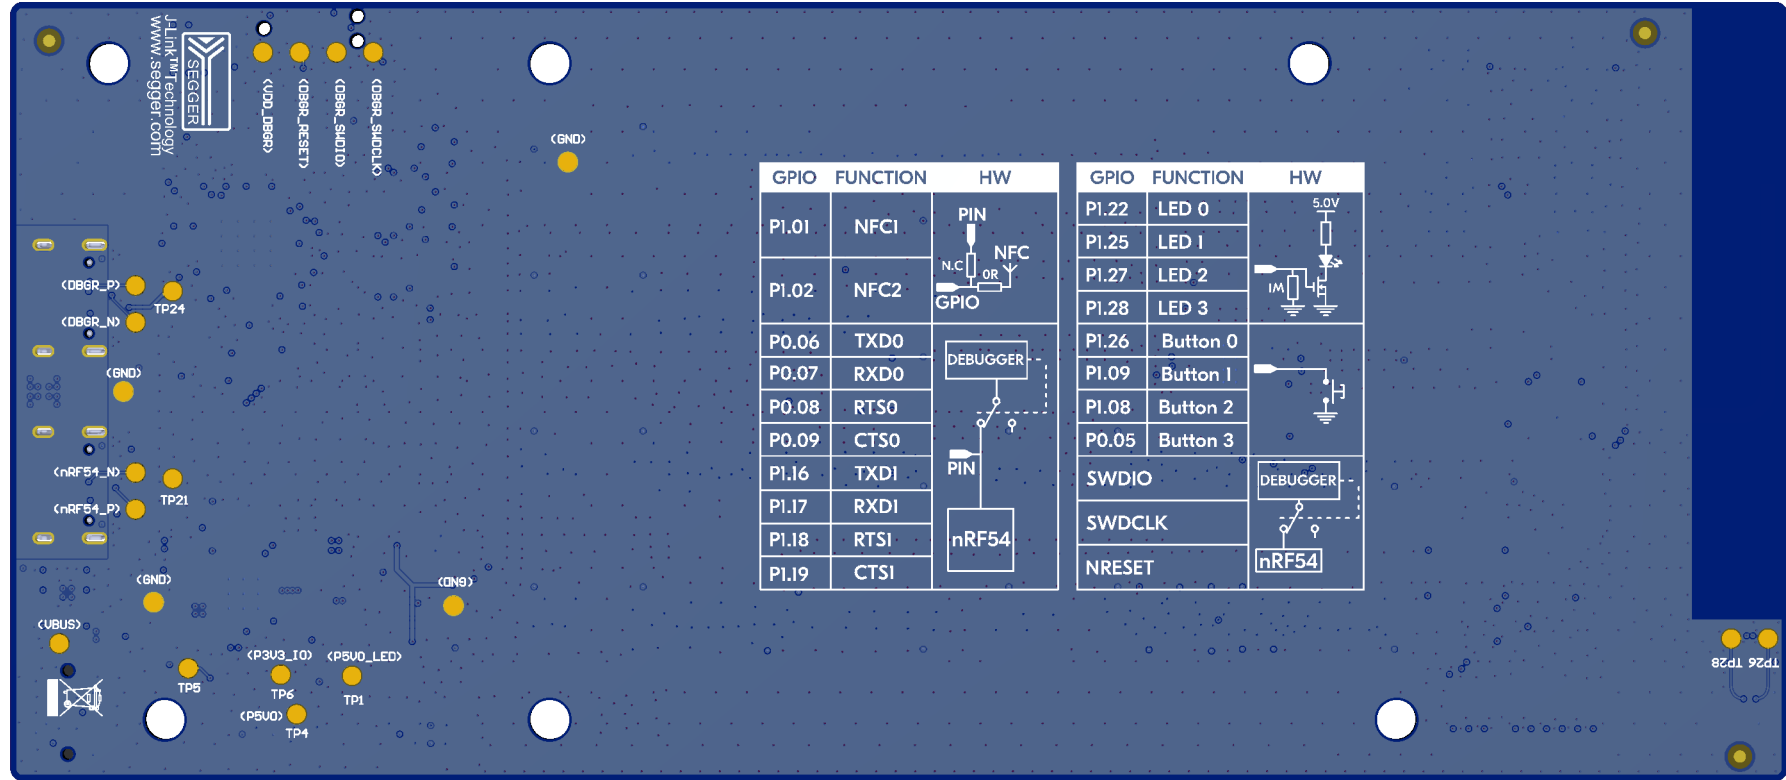 J-Link™ Technology
www.segger.com
SEGGER
(VDD_DBGR)
(DBGR_RESET)
(DBGR_SWDIO)
(DBGR_SWDCLK)
(GND)
(DBGR_P)
TP24
(DBGR_N)
(GND)
(nRF54_N)
TP21
(nRF54_P)
(GND)
(GND)
(VBUS)
TP5
(P3V3_IO)
TP6
(P5V0_LED)
TP1
(P5V0)
TP4
GPIO FUNCTION HW
P1.01 NFC1
P1.02 NFC2
PIN
NFC
N.C
0R
GPIO
P0.06 TXD0
P0.07 RXD0
P0.08 RTS0
P0.09 CTS0
P1.16 TXD1
P1.17 RXD1
P1.18 RTS1
P1.19 CTS1
DEBUGGER
PIN
nRF54
GPIO FUNCTION HW
P1.22 LED 0
P1.25 LED 1
P1.27 LED 2
P1.28 LED 3
5.0V
1M
P1.26 Button 0
P1.09 Button 1
P1.08 Button 2
P0.05 Button 3
SWDIO
SWDCLK
NRESET
DEBUGGER
nRF54
TP28 TP26